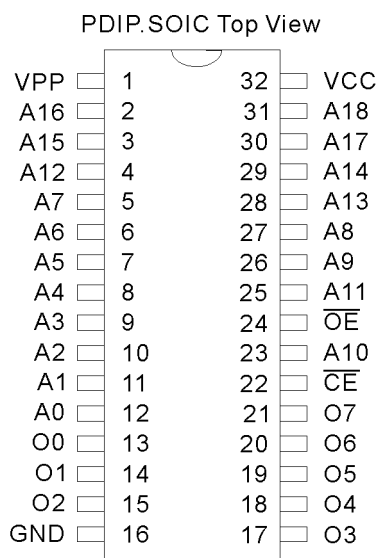 PDIP.SOIC Top View
VPP 1 32 VCC
A16 2 31 A18
A15 3 30 A17
A12 4 29 A14
A7 5 28 A13
A6 6 27 A8
A5 7 26 A9
A4 8 25 A11
A3 9 24 O̅E̅
A2 10 23 A10
A1 11 22 C̅E̅
A0 12 21 O7
O0 13 20 O6
O1 14 19 O5
O2 15 18 O4
GND 16 17 O3